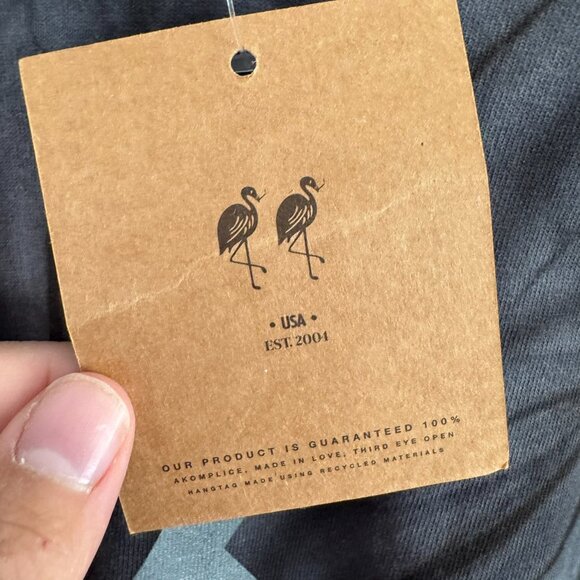 • USA •
EST. 2004
OUR PRODUCT IS GUARANTEED 100%
AKOMPLICE, MADE IN LOVE, THIRD EYE OPEN
HANGTAG MADE USING RECYCLED MATERIALS